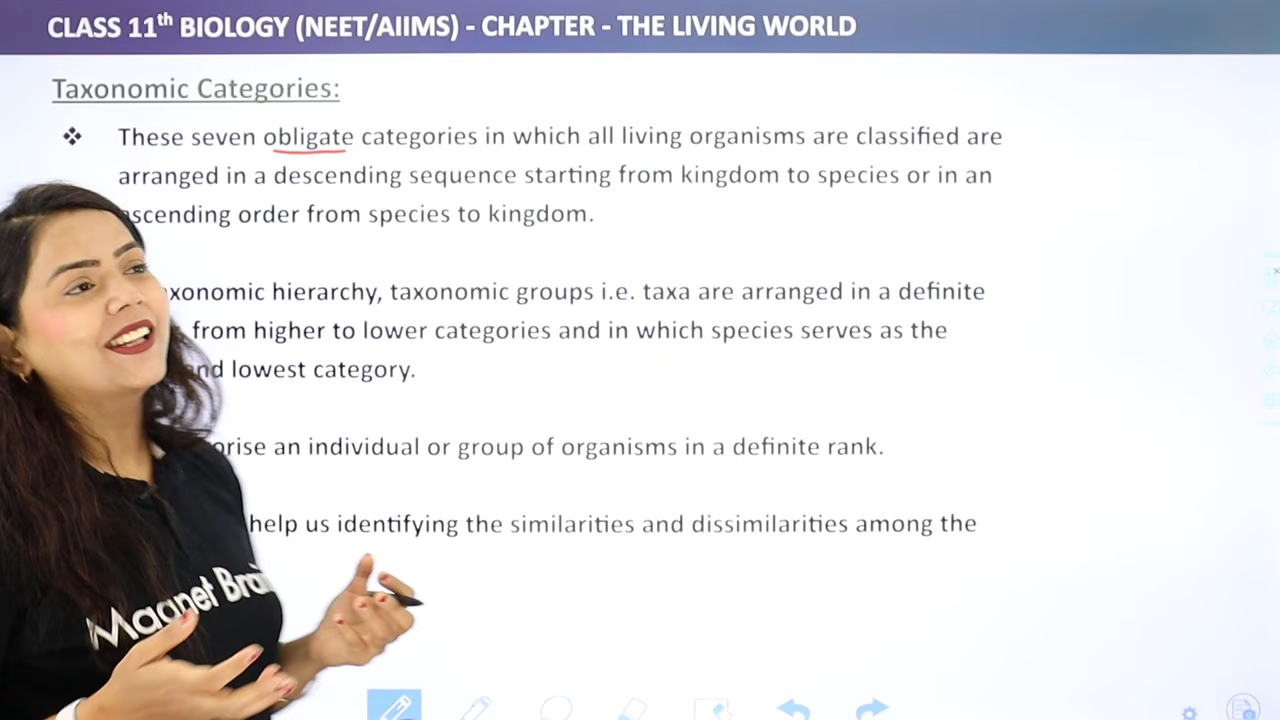 CLASS 11th BIOLOGY (NEET/AIIMS) - CHAPTER - THE LIVING WORLD
Taxonomic Categories:
❖ These seven obligate categories in which all living organisms are classified are
arranged in a descending sequence starting from kingdom to species or in an
scending order from species to kingdom.
xonomic hierarchy, taxonomic groups i.e. taxa are arranged in a definite
from higher to lower categories and in which species serves as the
nd lowest category.
orise an individual or group of organisms in a definite rank.
help us identifying the similarities and dissimilarities among the
Magnet Brai